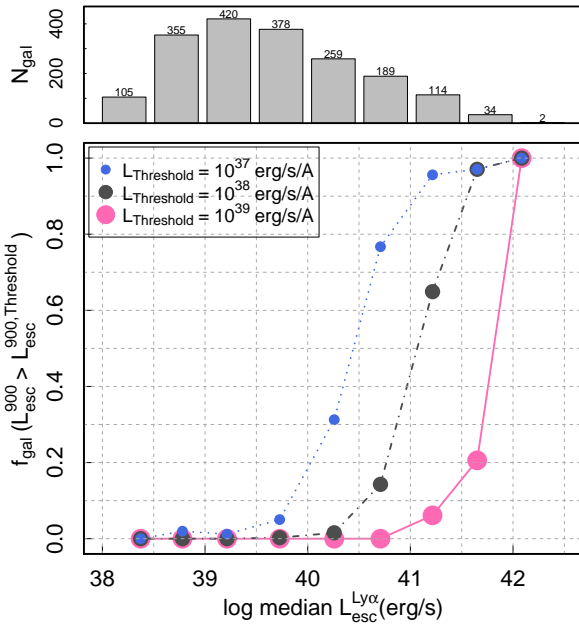 N_gal
0 200 400
105 355 420 378 259 189 114 34 2
f_gal (L_esc^900 > L_esc^900,Threshold)
0.0 0.2 0.4 0.6 0.8 1.0
L_Threshold = 10^37 erg/s/A
L_Threshold = 10^38 erg/s/A
L_Threshold = 10^39 erg/s/A
38 39 40 41 42
log median L_esc^Lyα(erg/s)